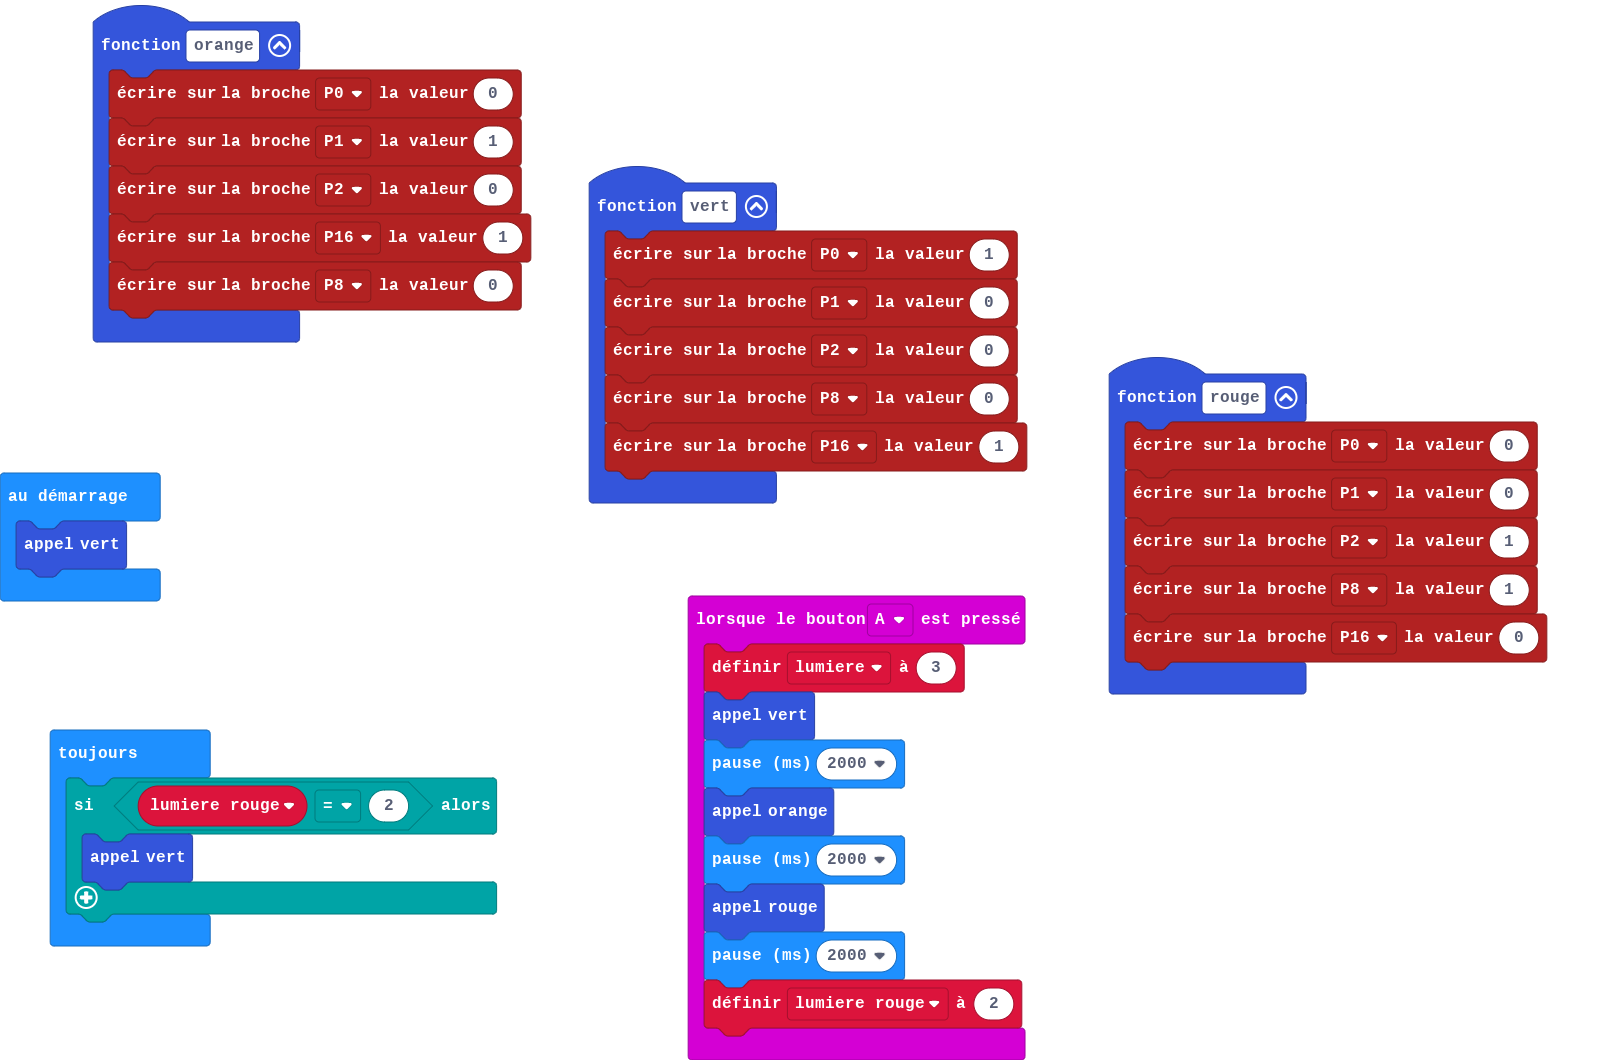 fonction orange
écrire sur la broche P0 la valeur 0
écrire sur la broche P1 la valeur 1
écrire sur la broche P2 la valeur 0
écrire sur la broche P16 la valeur 1
écrire sur la broche P8 la valeur 0
fonction vert
écrire sur la broche P0 la valeur 1
écrire sur la broche P1 la valeur 0
écrire sur la broche P2 la valeur 0
écrire sur la broche P8 la valeur 0
écrire sur la broche P16 la valeur 1
fonction rouge
écrire sur la broche P0 la valeur 0
écrire sur la broche P1 la valeur 0
écrire sur la broche P2 la valeur 1
écrire sur la broche P8 la valeur 1
écrire sur la broche P16 la valeur 0
au démarrage
appel vert
toujours
si lumiere rouge = 2 alors
appel vert
lorsque le bouton A est pressé
définir lumiere à 3
appel vert
pause (ms) 2000
appel orange
pause (ms) 2000
appel rouge
pause (ms) 2000
définir lumiere rouge à 2